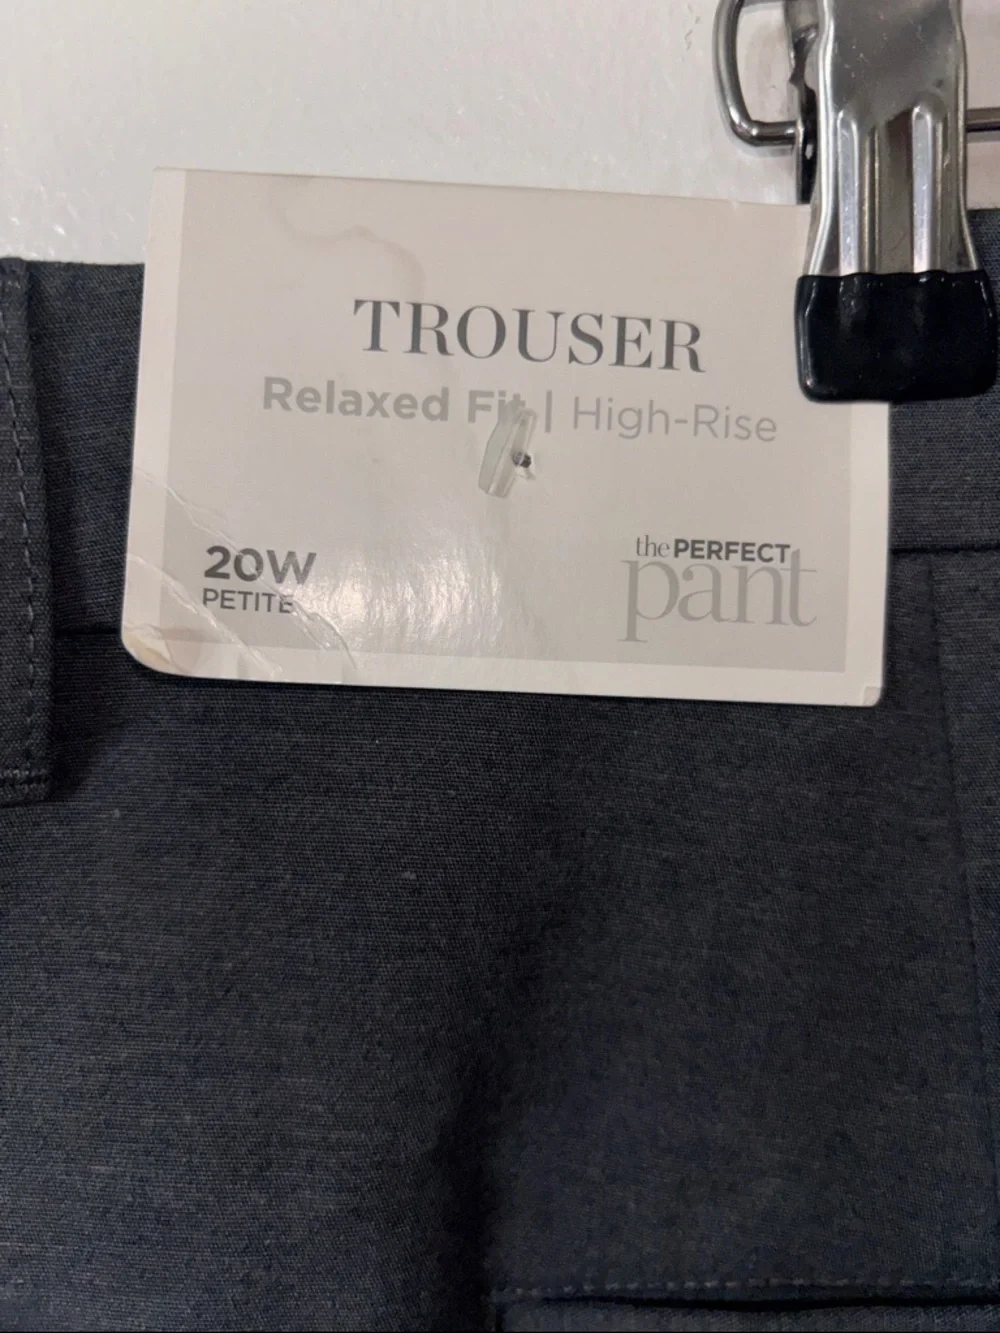 TROUSER
Relaxed Fit | High-Rise
20W
PETITE
the PERFECT
pant